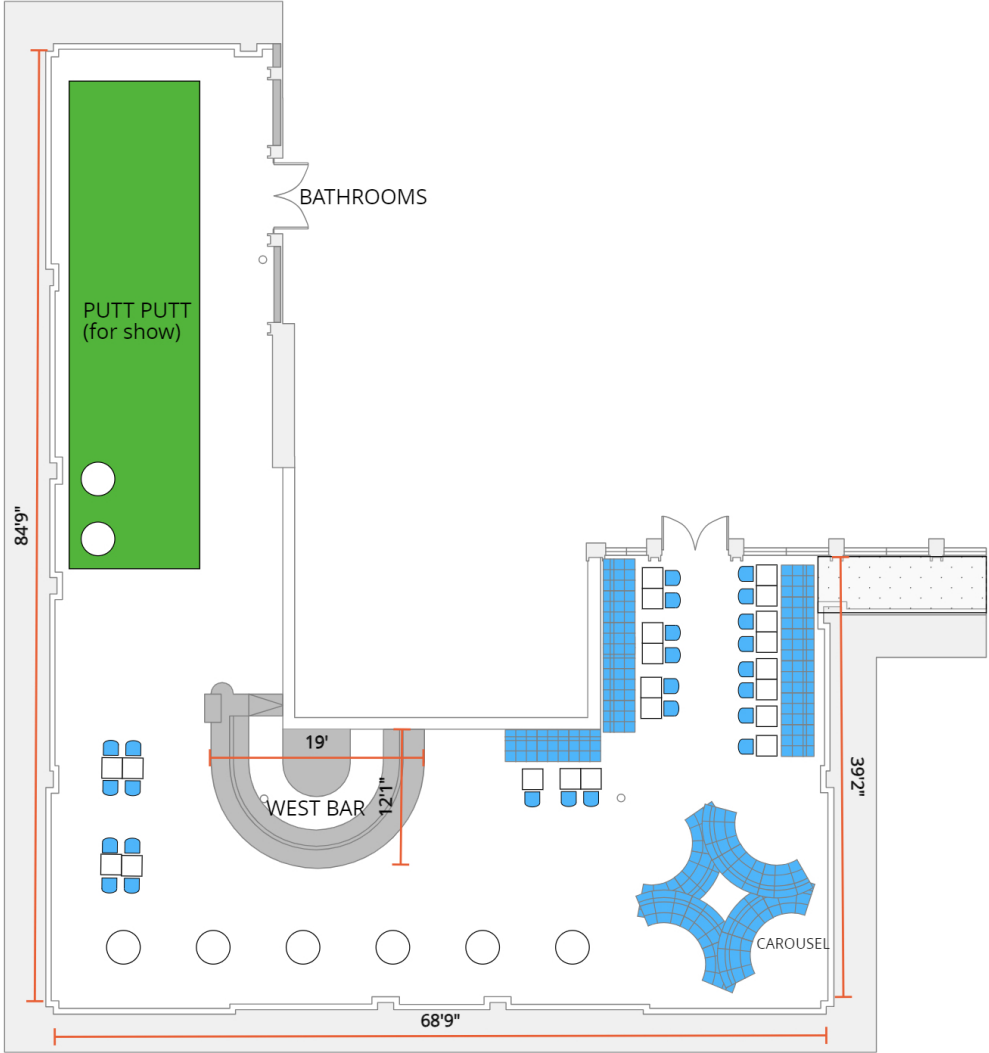 BATHROOMS
PUTT PUTT
(for show)
84'9"
19'
12'1"
WEST BAR
39'2"
CAROUSEL
68'9"